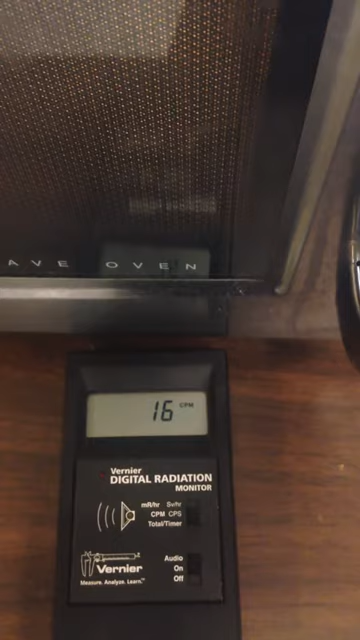 AVE OVEN
16 CPM
Vernier
DIGITAL RADIATION
MONITOR
mR/hr Sv/hr
CPM CPS
Total/Timer
Audio
On
Off
Vernier
Measure. Analyze. Learn.™